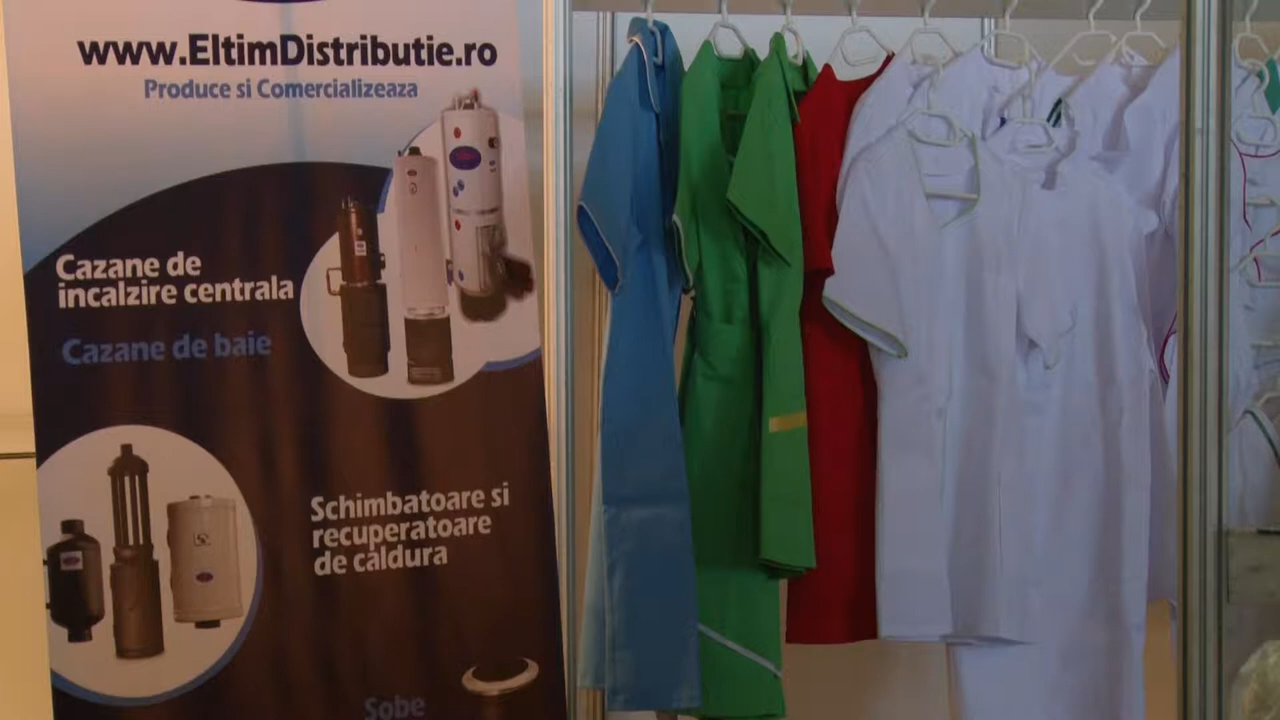 www.EltimDistributie.ro
Produce si Comercializeaza
Cazane de
incalzire centrala
Cazane de baie
Schimbatoare si
recuperatoare
de caldura
Sobe